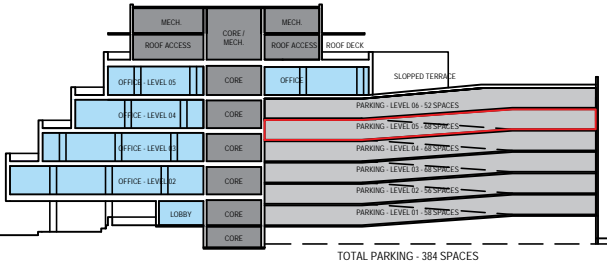 MECH.
CORE /
MECH.
MECH.
ROOF ACCESS
ROOF ACCESS
ROOF DECK
OFFICE - LEVEL 05
CORE
OFFICE
SLOPPED TERRACE
OFFICE - LEVEL 04
CORE
PARKING - LEVEL 06 - 52 SPACES
PARKING - LEVEL 05 - 68 SPACES
OFFICE - LEVEL 03
CORE
PARKING - LEVEL 04 - 68 SPACES
OFFICE - LEVEL 02
CORE
PARKING - LEVEL 03 - 68 SPACES
PARKING - LEVEL 02 - 56 SPACES
LOBBY
CORE
PARKING - LEVEL 01 - 58 SPACES
CORE
TOTAL PARKING - 384 SPACES